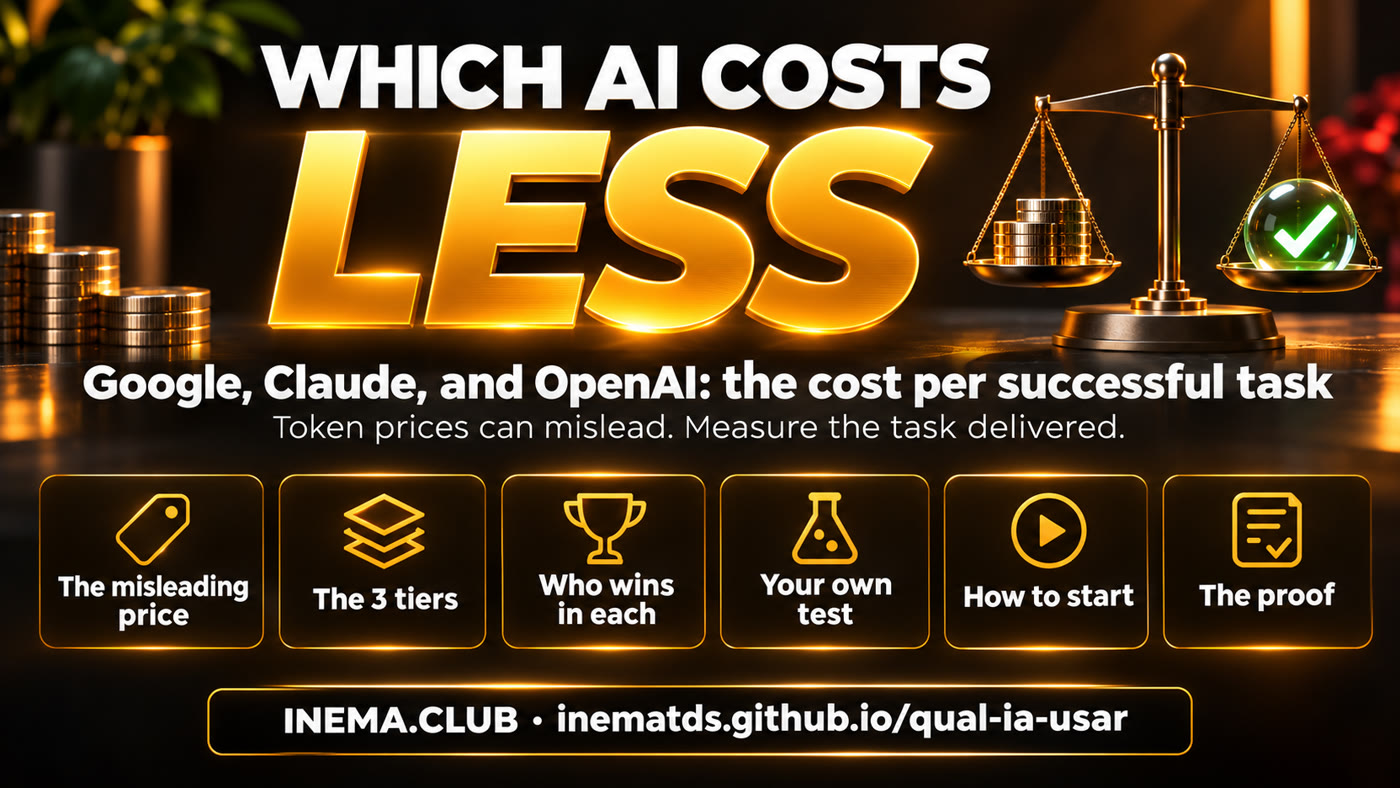 WHICH AI COSTS
LESS
Google, Claude, and OpenAI: the cost per successful task
Token prices can mislead. Measure the task delivered.
The misleading
price
The 3 tiers
Who wins
in each
Your own
test
How to start
The proof
INEMA.CLUB • inematds.github.io/qual-ia-usar